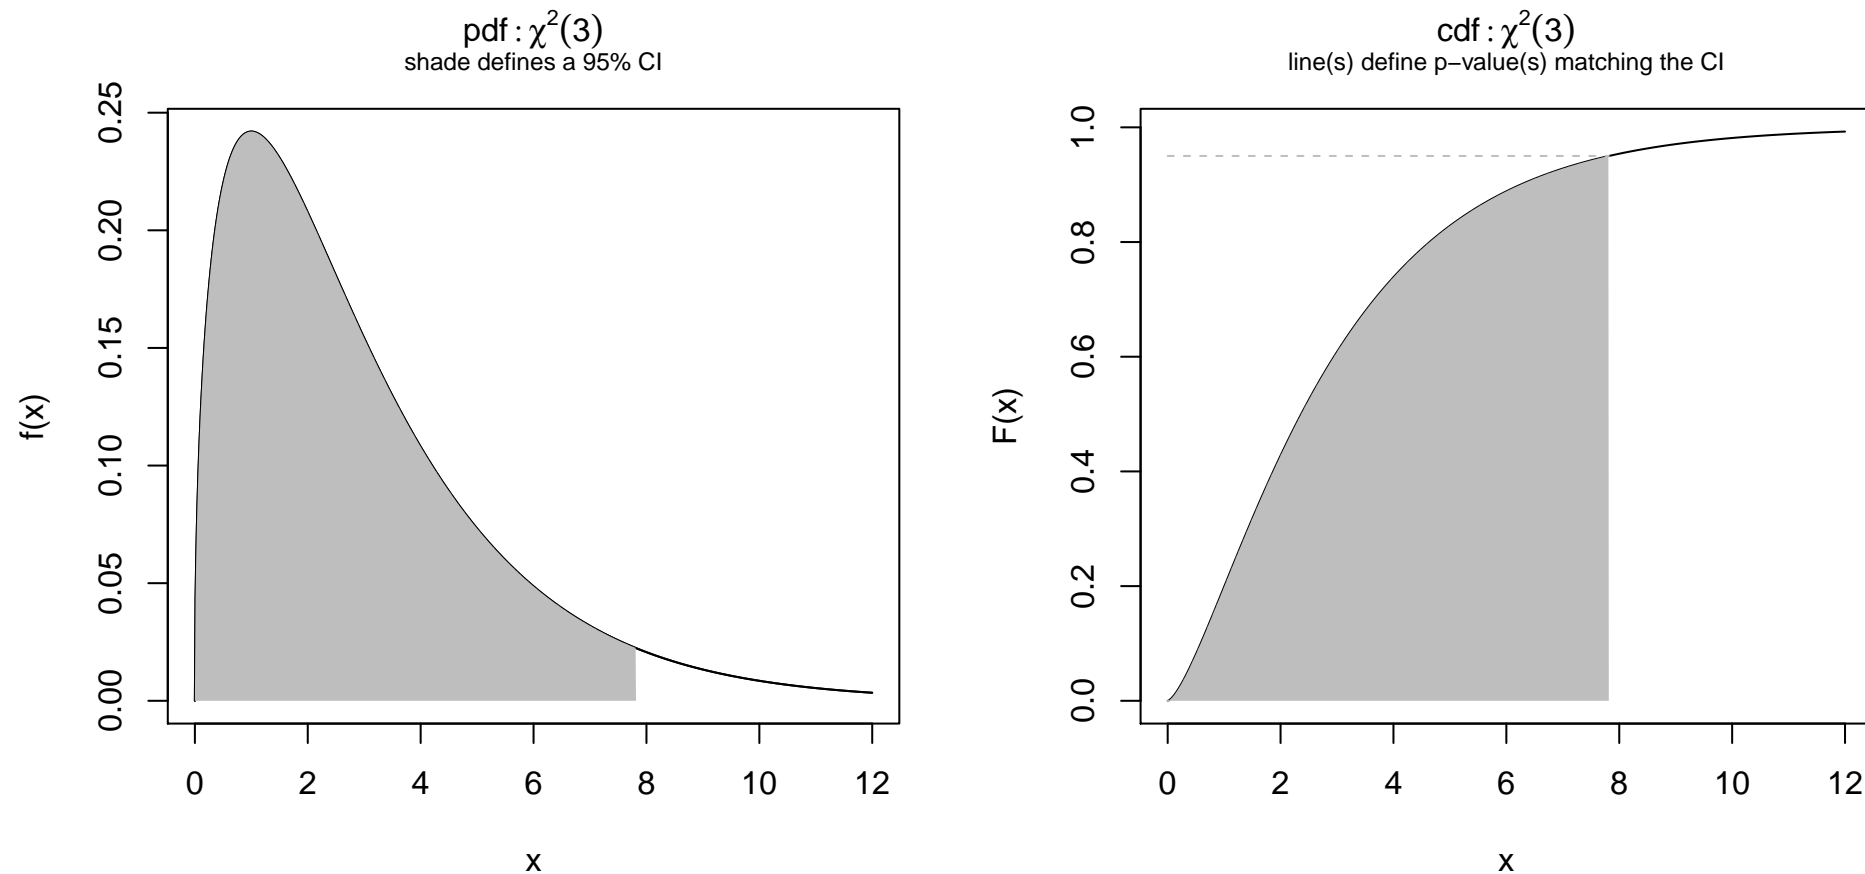 pdf : χ²(3)
shade defines a 95% CI
f(x)
0.25
0.20
0.15
0.10
0.05
0.00
0 2 4 6 8 10 12
x
cdf : χ²(3)
line(s) define p−value(s) matching the CI
F(x)
1.0
0.8
0.6
0.4
0.2
0.0
0 2 4 6 8 10 12
x